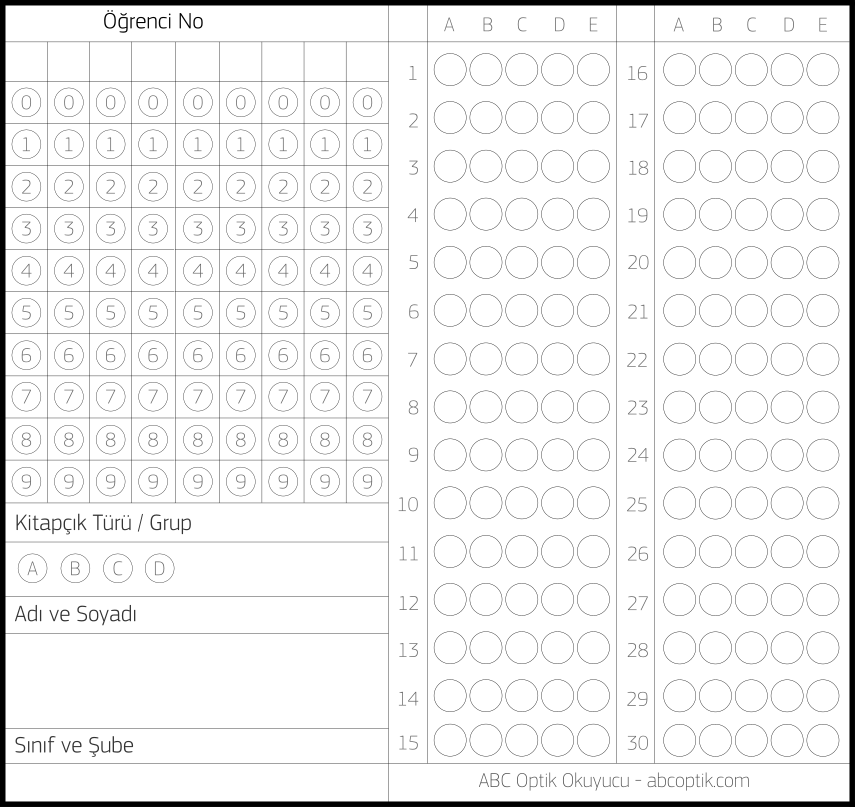 Öğrenci No
0 0 0 0 0 0 0 0 0
1 1 1 1 1 1 1 1 1
2 2 2 2 2 2 2 2 2
3 3 3 3 3 3 3 3 3
4 4 4 4 4 4 4 4 4
5 5 5 5 5 5 5 5 5
6 6 6 6 6 6 6 6 6
7 7 7 7 7 7 7 7 7
8 8 8 8 8 8 8 8 8
9 9 9 9 9 9 9 9 9
Kitapçık Türü / Grup
A B C D
Adı ve Soyadı
Sınıf ve Şube
A B C D E
1
2
3
4
5
6
7
8
9
10
11
12
13
14
15
A B C D E
16
17
18
19
20
21
22
23
24
25
26
27
28
29
30
ABC Optik Okuyucu - abcoptik.com